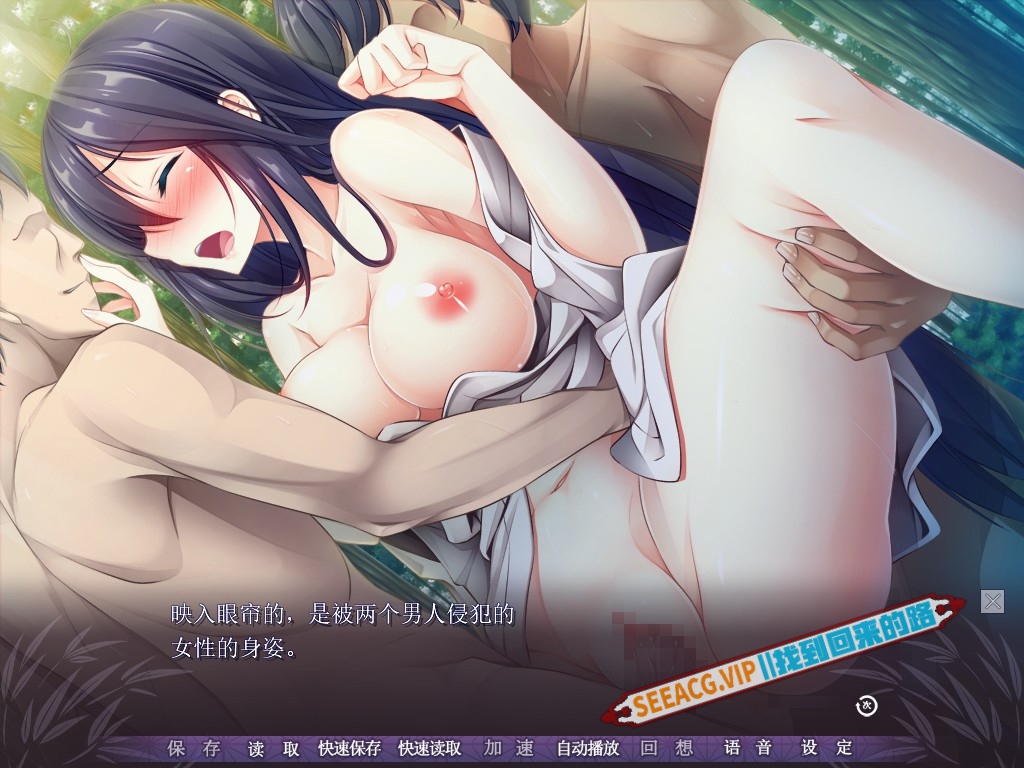 映入眼帘的，是被两个男人侵犯的
女性的身姿。
SEEACG.VIP||找到回来的路
次
保存 读取 快速保存 快速读取 加速 自动播放 回想 语音 设定